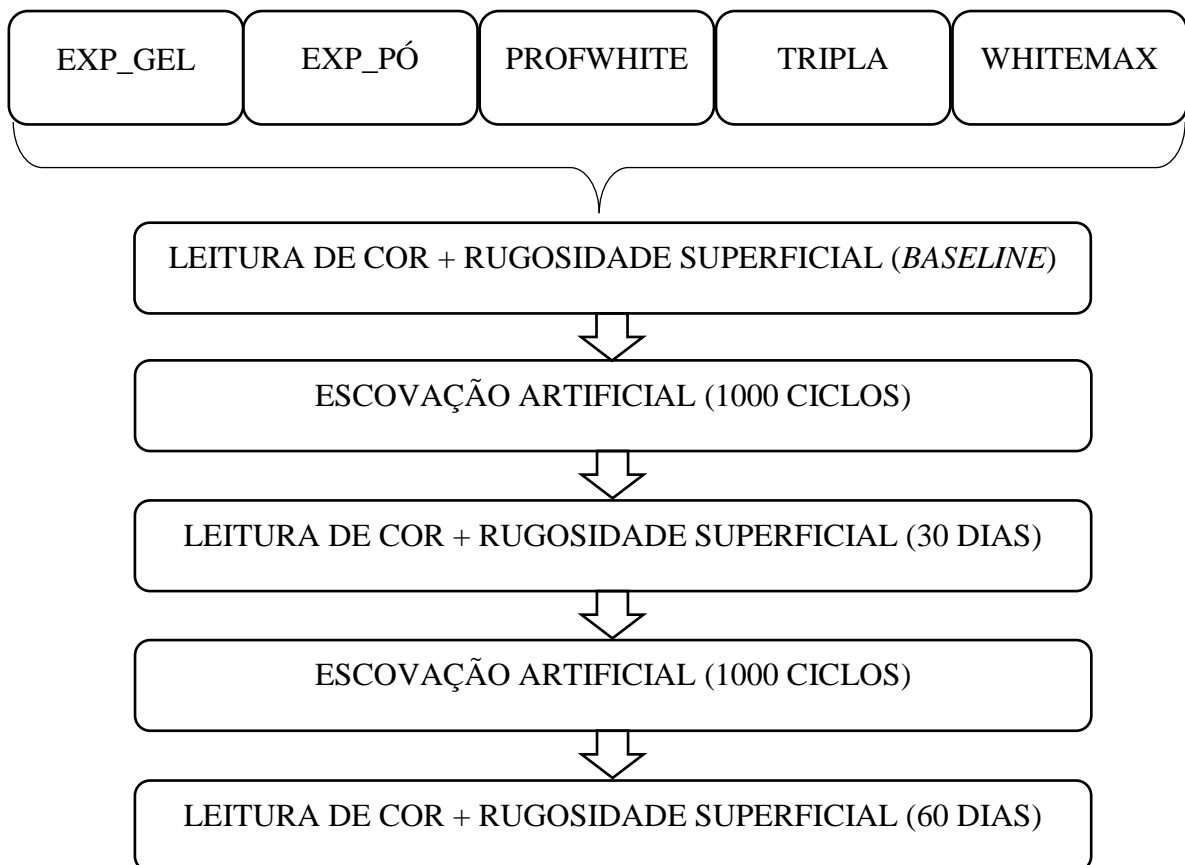 EXP_GEL EXP_PÓ PROFWHITE TRIPLA WHITEMAX
LEITURA DE COR + RUGOSIDADE SUPERFICIAL (BASELINE)
ESCOVAÇÃO ARTIFICIAL (1000 CICLOS)
LEITURA DE COR + RUGOSIDADE SUPERFICIAL (30 DIAS)
ESCOVAÇÃO ARTIFICIAL (1000 CICLOS)
LEITURA DE COR + RUGOSIDADE SUPERFICIAL (60 DIAS)